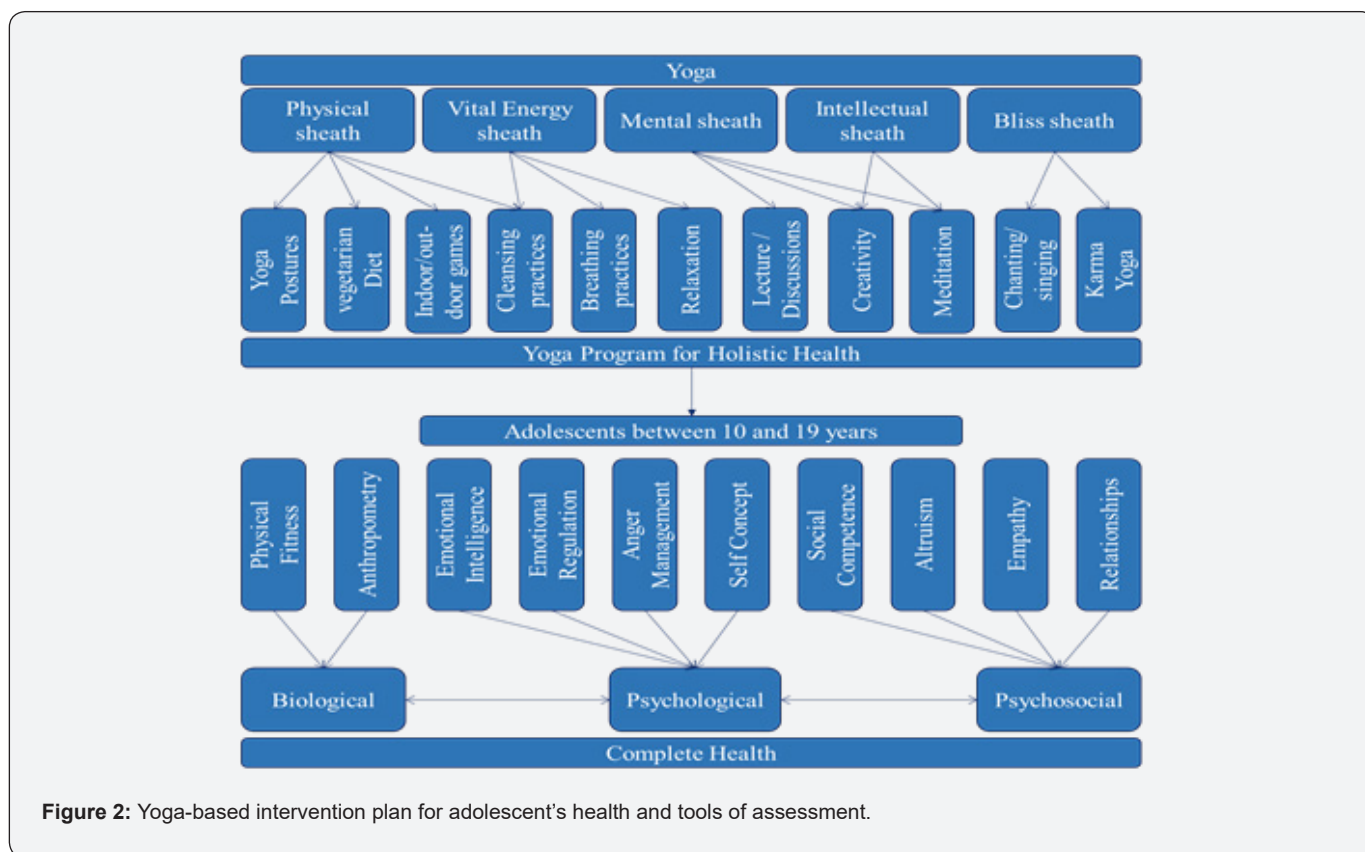 Yoga
Physical
sheath
Vital Energy
sheath
Mental sheath
Intellectual
sheath
Bliss sheath
Yoga
Postures
vegetarian
Diet
Indoor/out-
door games
Cleansing
practices
Breathing
practices
Relaxation
Lecture /
Discussions
Creativity
Meditation
Chanting/
singing
Karma
Yoga
Yoga Program for Holistic Health
Adolescents between 10 and 19 years
Physical
Fitness
Anthropometry
Emotional
Intelligence
Emotional
Regulation
Anger
Management
Self Concept
Social
Competence
Altruism
Empathy
Relationships
Biological
Psychological
Psychosocial
Complete Health
Figure 2: Yoga-based intervention plan for adolescent’s health and tools of assessment.